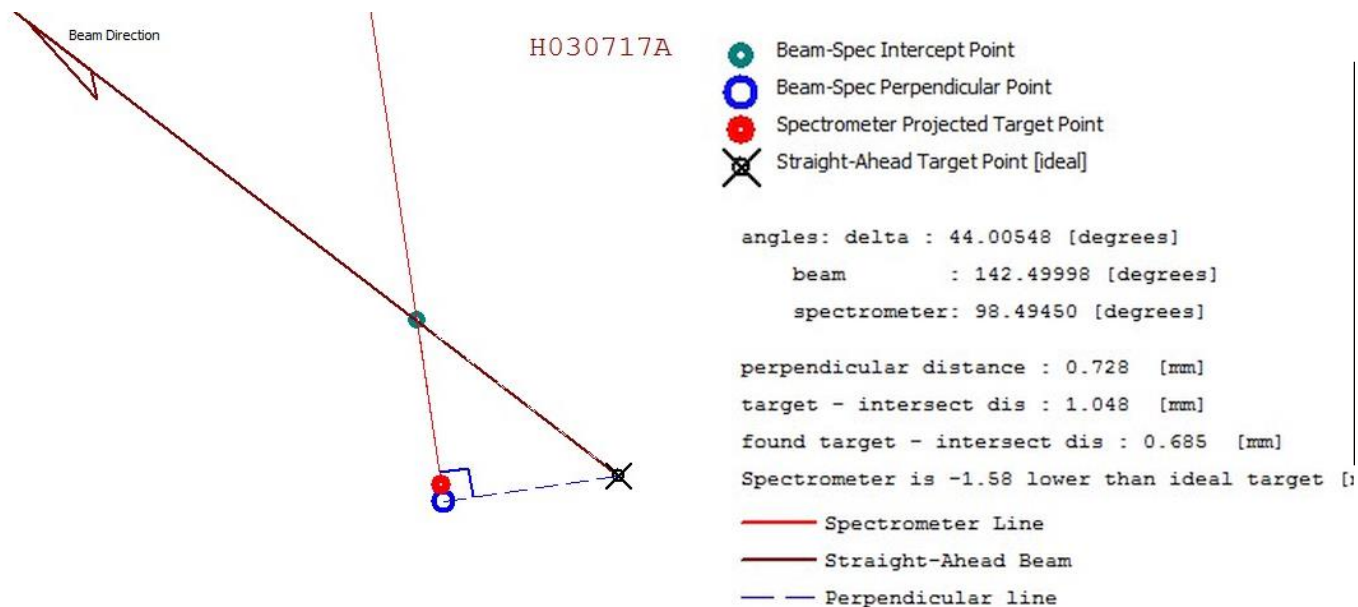 Beam Direction
H030717A
Beam-Spec Intercept Point
Beam-Spec Perpendicular Point
Spectrometer Projected Target Point
Straight-Ahead Target Point [ideal]
angles: delta : 44.00548 [degrees]
beam : 142.49998 [degrees]
spectrometer: 98.49450 [degrees]
perpendicular distance : 0.728 [mm]
target - intersect dis : 1.048 [mm]
found target - intersect dis : 0.685 [mm]
Spectrometer is -1.58 lower than ideal target [
Spectrometer Line
Straight-Ahead Beam
Perpendicular line